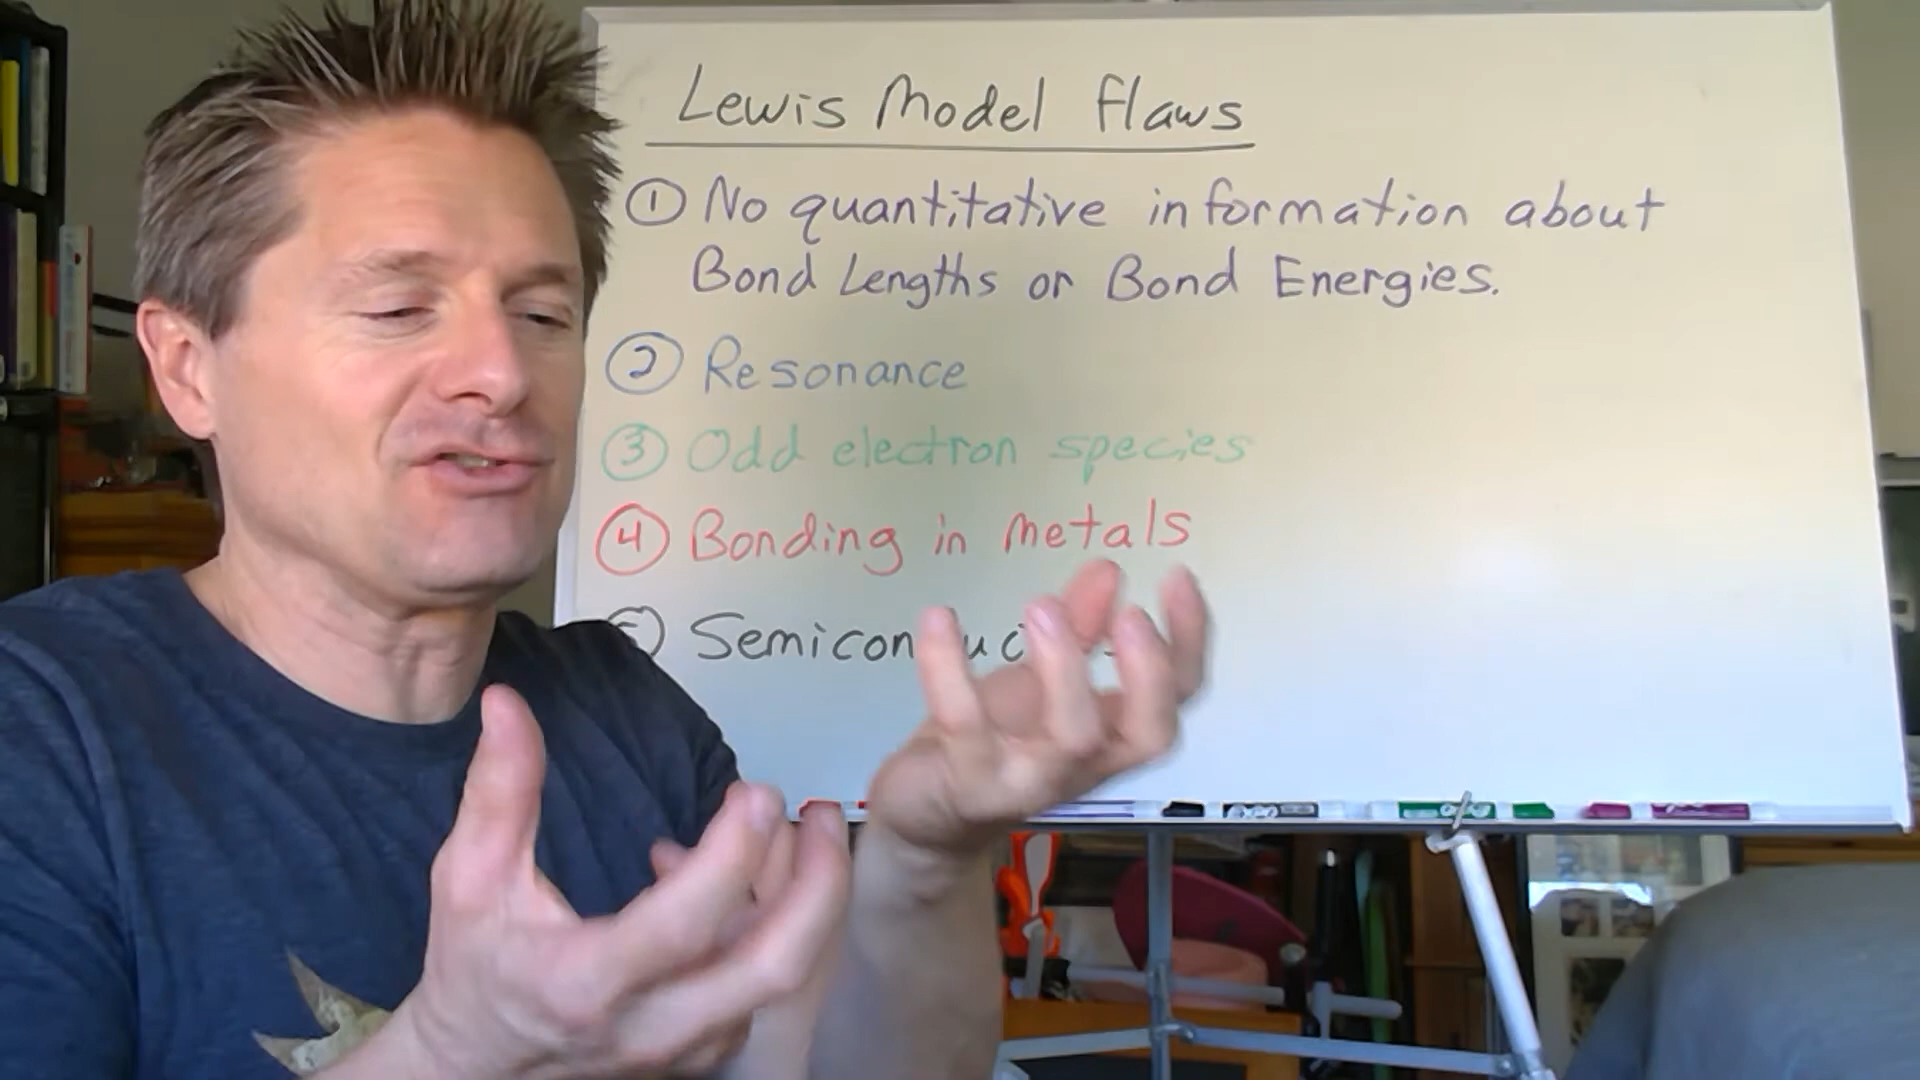 Lewis Model flaws
① No quantitative information about
Bond Lengths or Bond Energies.
② Resonance
③ Odd electron species
④ Bonding in metals
EXPO